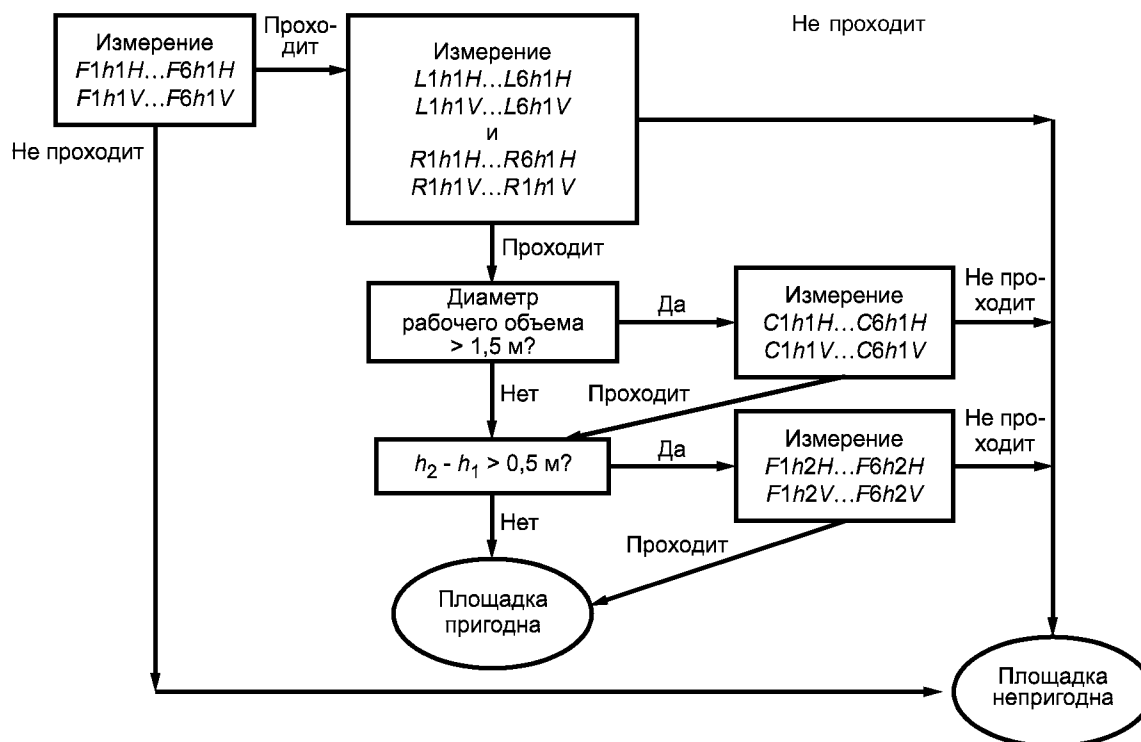 Измерение
F1h1H...F6h1H
F1h1V...F6h1V
Прохо-
дит
Измерение
L1h1H...L6h1H
L1h1V...L6h1V
и
R1h1H...R6h1H
R1h1V...R1h1V
Не проходит
Не проходит
Проходит
Диаметр
рабочего объема
> 1,5 м?
Да
Измерение
C1h1H...C6h1H
C1h1V...C6h1V
Не про-
ходит
Нет
Проходит
h2 - h1 > 0,5 м?
Да
Измерение
F1h2H...F6h2H
F1h2V...F6h2V
Не про-
ходит
Нет
Проходит
Площадка
пригодна
Площадка
непригодна